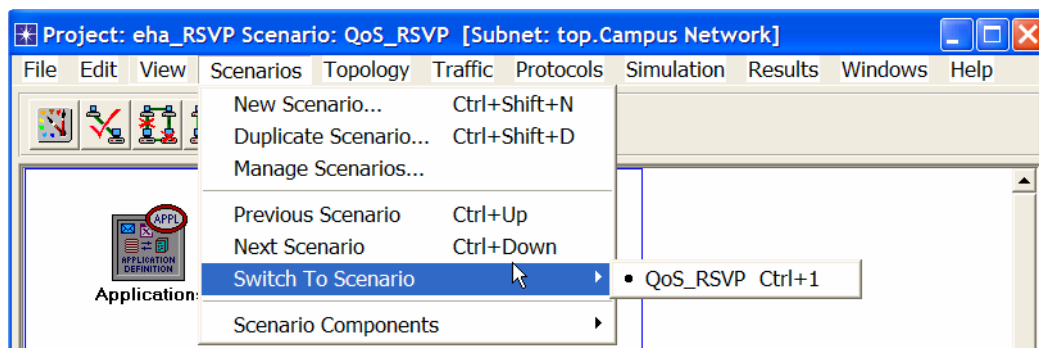 Project: eha_RSVP Scenario: QoS_RSVP [Subnet: top.Campus Network]
File Edit View Scenarios Topology Traffic Protocols Simulation Results Windows Help
New Scenario... Ctrl+Shift+N
Duplicate Scenario... Ctrl+Shift+D
Manage Scenarios...
Previous Scenario Ctrl+Up
Next Scenario Ctrl+Down
Switch To Scenario
QoS_RSVP Ctrl+1
Scenario Components
APPL
APPLICATION
DEFINITION
Application